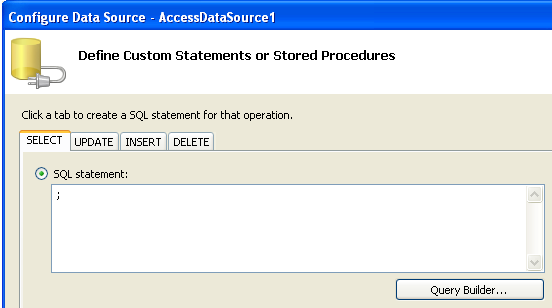 Configure Data Source - AccessDataSource1
Define Custom Statements or Stored Procedures
Click a tab to create a SQL statement for that operation.
SELECT UPDATE INSERT DELETE
SQL statement:
;
Query Builder...